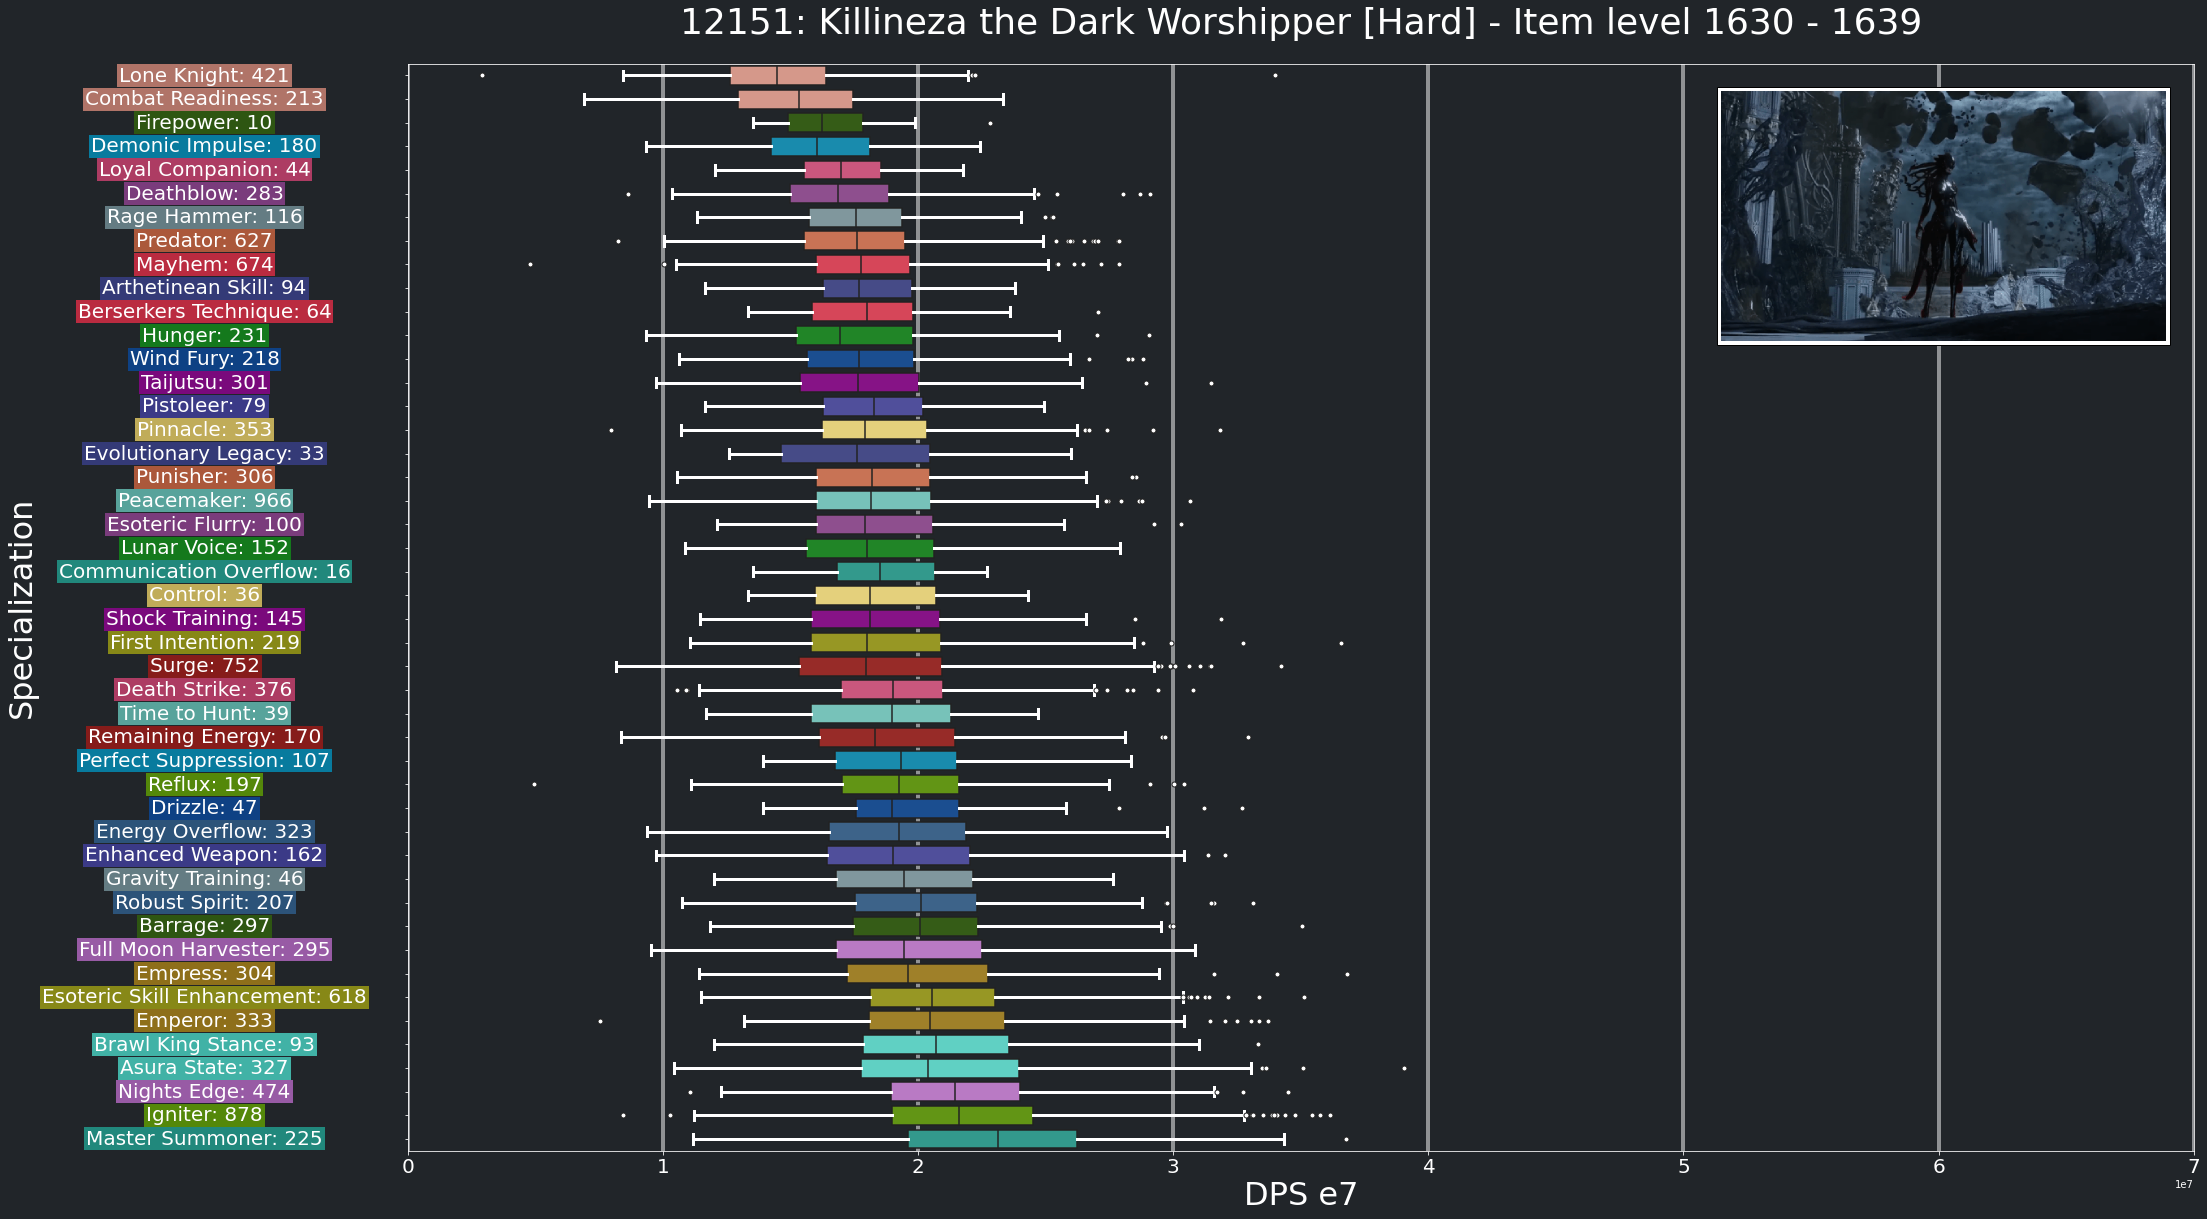 12151: Killineza the Dark Worshipper [Hard] - Item level 1630 - 1639
Specialization
Lone Knight: 421
Combat Readiness: 213
Firepower: 10
Demonic Impulse: 180
Loyal Companion: 44
Deathblow: 283
Rage Hammer: 116
Predator: 627
Mayhem: 674
Arthetinean Skill: 94
Berserkers Technique: 64
Hunger: 231
Wind Fury: 218
Taijutsu: 301
Pistoleer: 79
Pinnacle: 353
Evolutionary Legacy: 33
Punisher: 306
Peacemaker: 966
Esoteric Flurry: 100
Lunar Voice: 152
Communication Overflow: 16
Control: 36
Shock Training: 145
First Intention: 219
Surge: 752
Death Strike: 376
Time to Hunt: 39
Remaining Energy: 170
Perfect Suppression: 107
Reflux: 197
Drizzle: 47
Energy Overflow: 323
Enhanced Weapon: 162
Gravity Training: 46
Robust Spirit: 207
Barrage: 297
Full Moon Harvester: 295
Empress: 304
Esoteric Skill Enhancement: 618
Emperor: 333
Brawl King Stance: 93
Asura State: 327
Nights Edge: 474
Igniter: 878
Master Summoner: 225
0 1 2 3 4 5 6 7
DPS e7
1e7